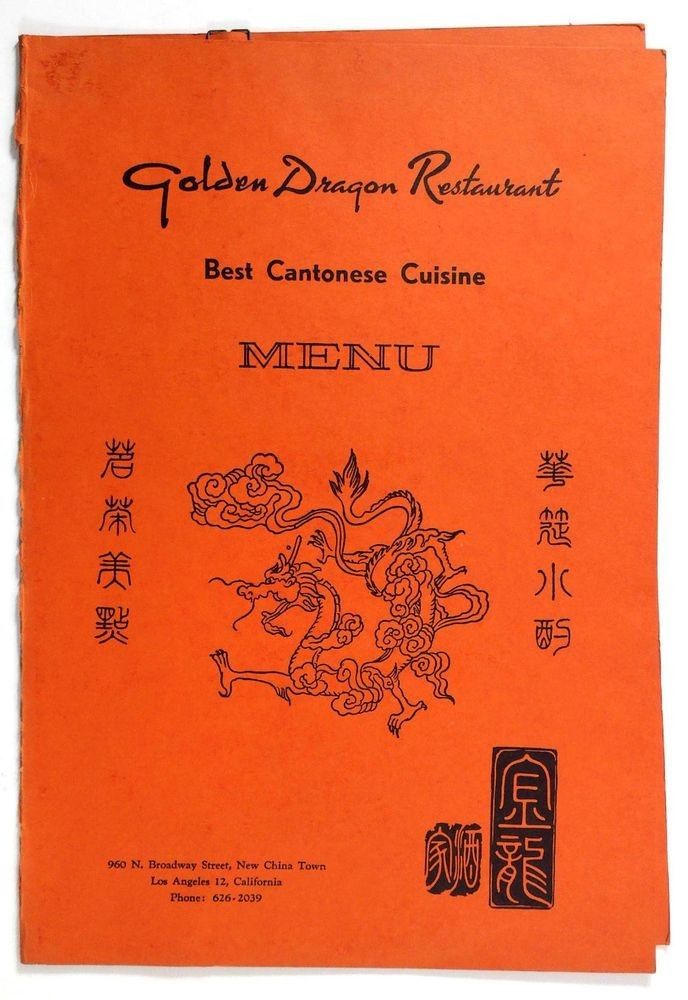 Golden Dragon Restaurant
Best Cantonese Cuisine
MENU
華筵小酌
茗茶美點
金龍
酒家
960 N. Broadway Street, New China Town
Los Angeles 12, California
Phone: 626-2039